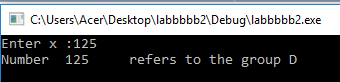 C:\Users\Acer\Desktop\labbbbb2\Debug\labbbbb2.exe
Enter x :125
Number  125     refers to the group D